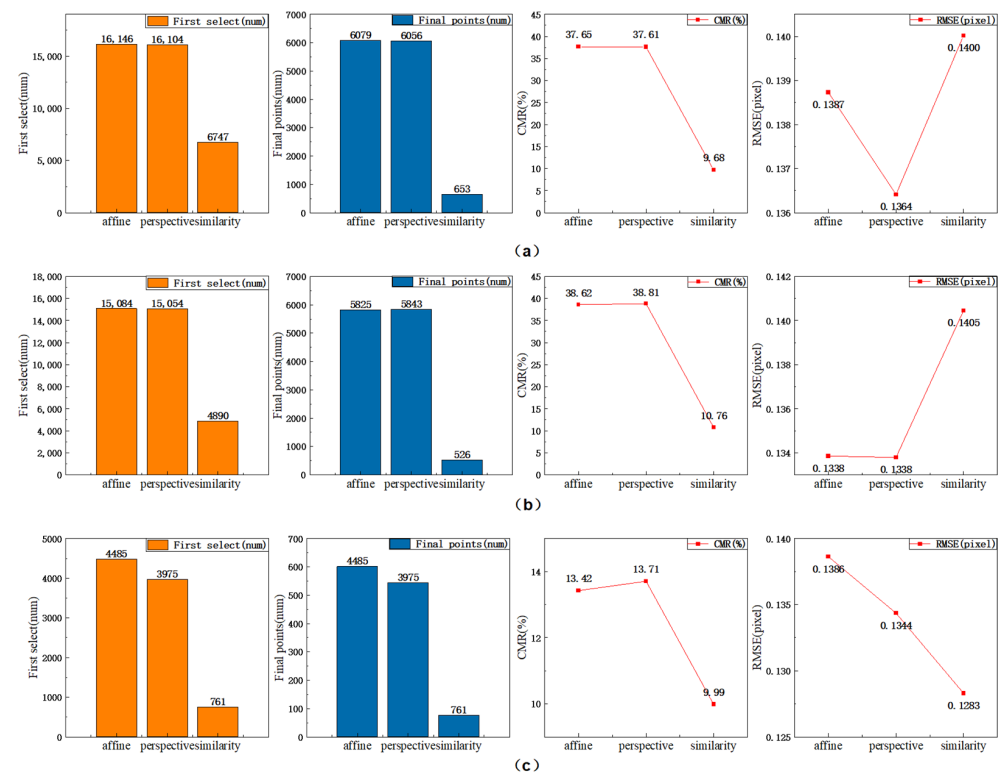 First select(num)
First select(num)
15, 000
10, 000
5, 000
0
16, 146
16, 104
6747
affine
perspective
similarity
Final points(num)
Final points(num)
7000
6000
5000
4000
3000
2000
1000
0
6079
6056
653
affine
perspective
similarity
CMR(%)
CMR(%)
45
40
35
30
25
20
15
10
5
0
37. 65
37. 61
9. 68
affine
perspective
similarity
RMSE(pixel)
RMSE(pixel)
0. 140
0. 139
0. 138
0. 137
0. 136
0. 1387
0. 1364
0. 1400
affine
perspective
similarity
(a)
First select(num)
First select(num)
18, 000
16, 000
14, 000
12, 000
10, 000
8, 000
6, 000
4, 000
2, 000
0
15, 084
15, 054
4890
affine
perspective
similarity
Final points(num)
Final points(num)
7000
6000
5000
4000
3000
2000
1000
0
5825
5843
526
affine
perspective
similarity
CMR(%)
CMR(%)
45
40
35
30
25
20
15
10
5
0
38. 62
38. 81
10. 76
affine
perspective
similarity
RMSE(pixel)
RMSE(pixel)
0. 142
0. 140
0. 138
0. 136
0. 134
0. 1338
0. 1338
0. 1405
affine
perspective
similarity
(b)
First select(num)
First select(num)
5000
4000
3000
2000
1000
0
4485
3975
761
affine
perspective
similarity
Final points(num)
Final points(num)
700
600
500
400
300
200
100
0
4485
3975
761
affine
perspective
similarity
CMR(%)
CMR(%)
14
12
10
13. 42
13. 71
9. 99
affine
perspective
similarity
RMSE(pixel)
RMSE(pixel)
0. 140
0. 135
0. 130
0. 125
0. 1386
0. 1344
0. 1283
affine
perspective
similarity
(c)